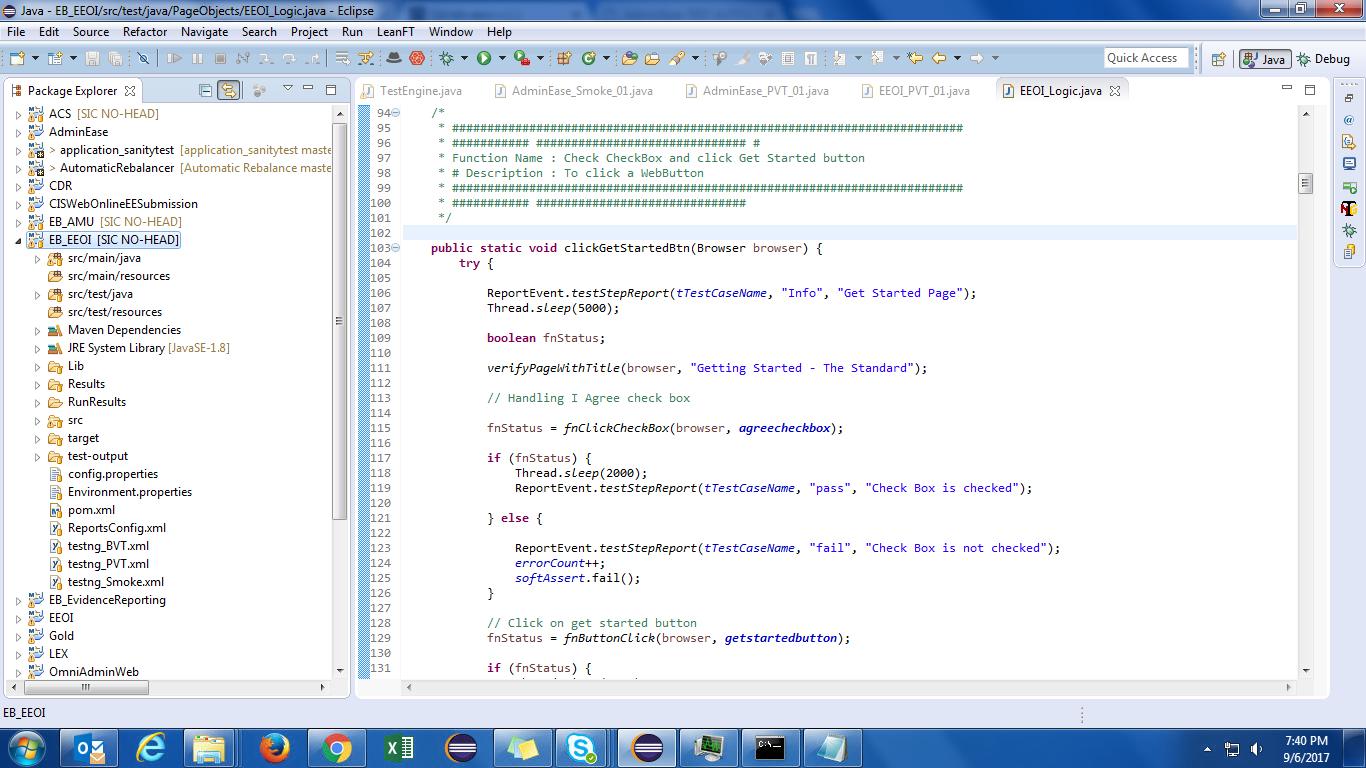 Java - EB_EEOI/src/test/java/PageObjects/EEOI_Logic.java - Eclipse
File Edit Source Refactor Navigate Search Project Run LeanFT Window Help
Quick Access
Java
Debug
Package Explorer
ACS [SIC NO-HEAD]
AdminEase
> application_sanitytest [application_sanitytest maste
> AutomaticRebalancer [Automatic Rebalance maste
CDR
CISWebOnlineEESubmission
EB_AMU [SIC NO-HEAD]
EB_EEOI [SIC NO-HEAD]
src/main/java
src/main/resources
src/test/java
src/test/resources
Maven Dependencies
JRE System Library [JavaSE-1.8]
Lib
Results
RunResults
src
target
test-output
config.properties
Environment.properties
pom.xml
ReportsConfig.xml
testng_BVT.xml
testng_PVT.xml
testng_Smoke.xml
EB_EvidenceReporting
EEOI
Gold
LEX
OmniAdminWeb
TestEngine.java AdminEase_Smoke_01.java AdminEase_PVT_01.java EEOI_PVT_01.java EEOI_Logic.java
94 /*
95 * #########################################################################
96 * ########### ############################## #
97 * Function Name : Check CheckBox and click Get Started button
98 * # Description : To click a WebButton
99 * #########################################################################
100 * ########### ##############################
101 */
102
103 public static void clickGetStartedBtn(Browser browser) {
104 try {
105
106 ReportEvent.testStepReport(tTestCaseName, "Info", "Get Started Page");
107 Thread.sleep(5000);
108
109 boolean fnStatus;
110
111 verifyPageWithTitle(browser, "Getting Started - The Standard");
112
113 // Handling I Agree check box
114
115 fnStatus = fnClickCheckBox(browser, agreecheckbox);
116
117 if (fnStatus) {
118 Thread.sleep(2000);
119 ReportEvent.testStepReport(tTestCaseName, "pass", "Check Box is checked");
120
121 } else {
122
123 ReportEvent.testStepReport(tTestCaseName, "fail", "Check Box is not checked");
124 errorCount++;
125 softAssert.fail();
126 }
127
128 // Click on get started button
129 fnStatus = fnButtonClick(browser, getstartedbutton);
130
131 if (fnStatus) {
EB_EEOI
7:40 PM
9/6/2017